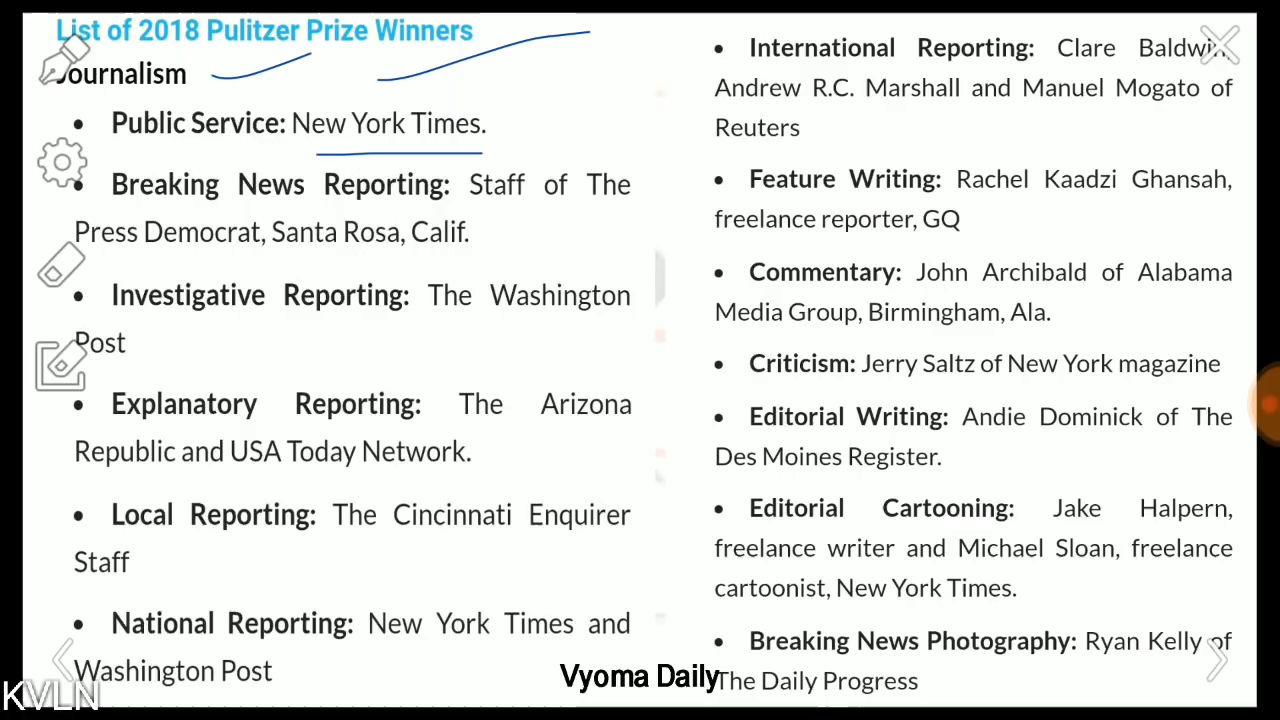 List of 2018 Pulitzer Prize Winners
Journalism
• Public Service: New York Times.
• Breaking News Reporting: Staff of The
Press Democrat, Santa Rosa, Calif.
• Investigative Reporting: The Washington
Post
• Explanatory Reporting: The Arizona
Republic and USA Today Network.
• Local Reporting: The Cincinnati Enquirer
Staff
• National Reporting: New York Times and
Washington Post
• International Reporting: Clare Baldwin,
Andrew R.C. Marshall and Manuel Mogato of
Reuters
• Feature Writing: Rachel Kaadzi Ghansah,
freelance reporter, GQ
• Commentary: John Archibald of Alabama
Media Group, Birmingham, Ala.
• Criticism: Jerry Saltz of New York magazine
• Editorial Writing: Andie Dominick of The
Des Moines Register.
• Editorial Cartooning: Jake Halpern,
freelance writer and Michael Sloan, freelance
cartoonist, New York Times.
• Breaking News Photography: Ryan Kelly of
The Daily Progress
Vyoma Daily
KVLN